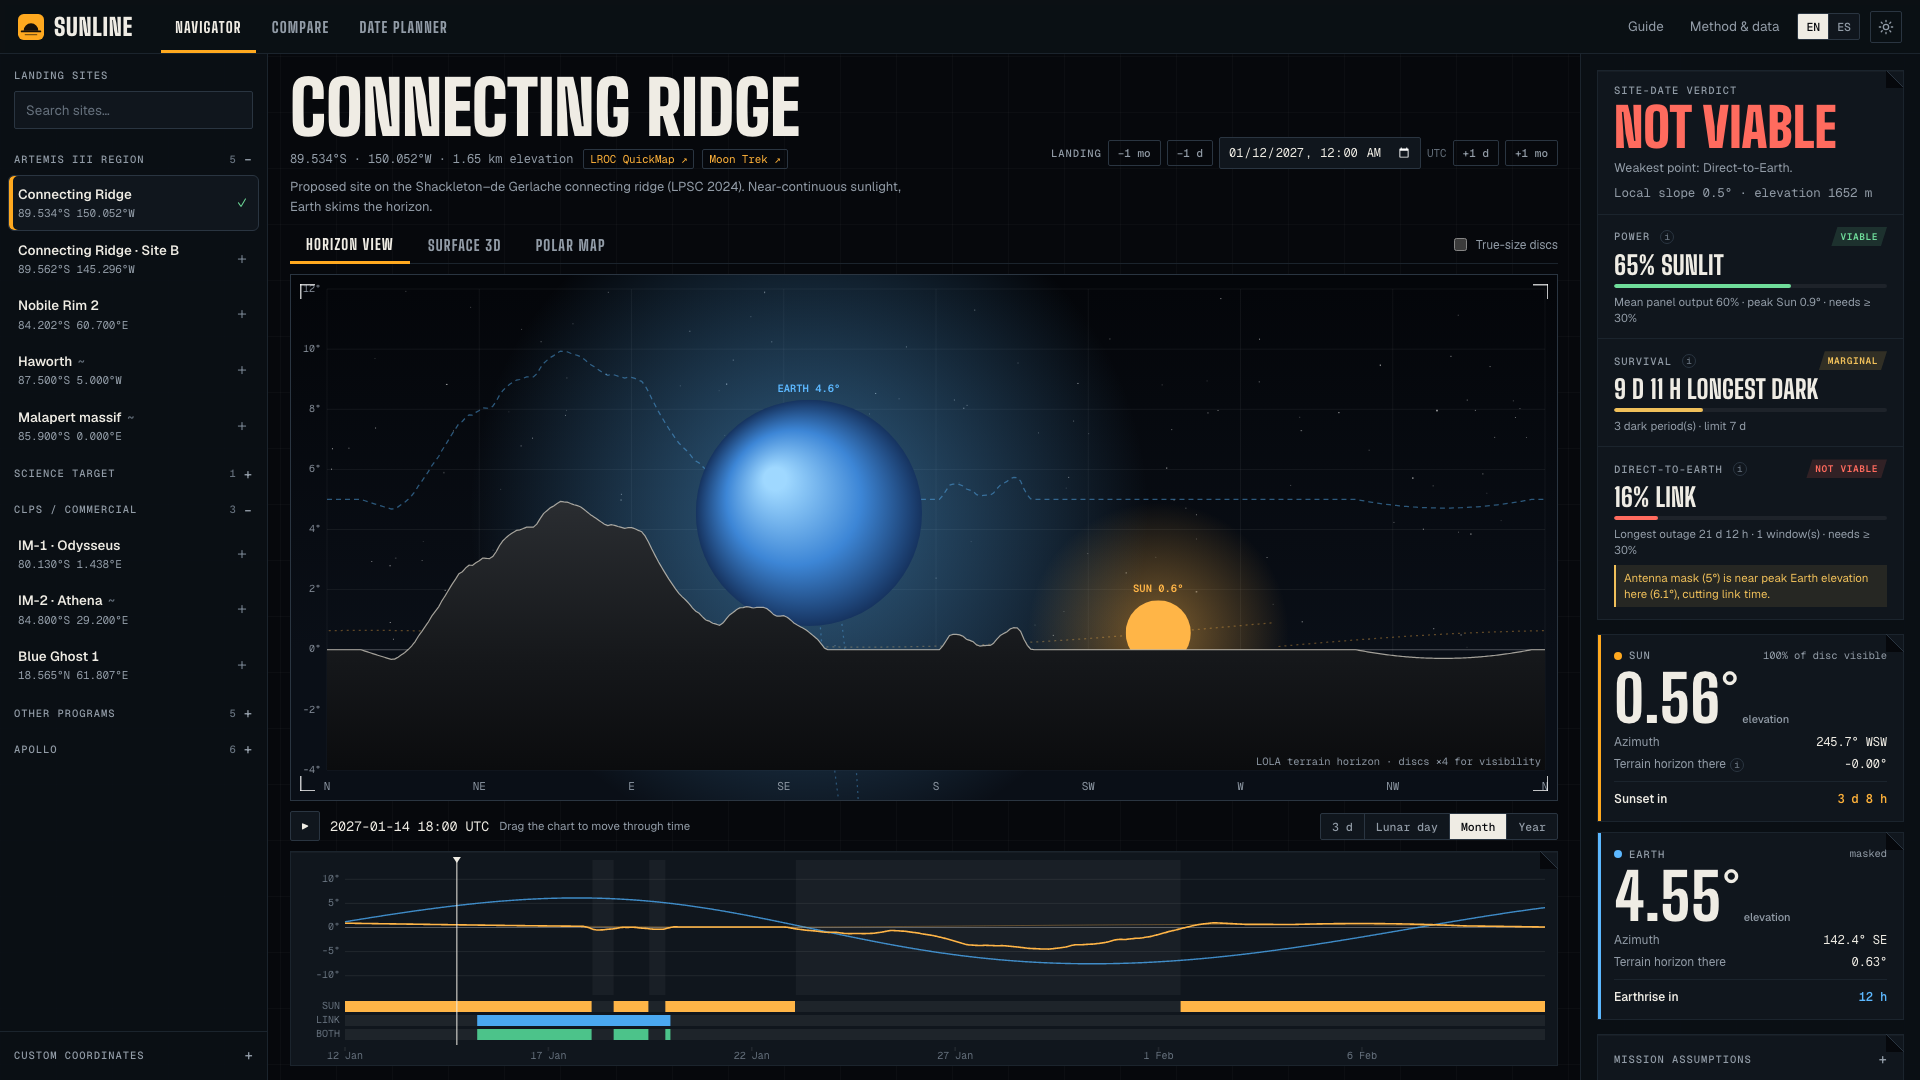 SUNLINE
NAVIGATOR
COMPARE
DATE PLANNER
Guide
Method & data
EN
ES
LANDING SITES
Search sites…
ARTEMIS III REGION 5 −
Connecting Ridge
89.534°S 150.052°W
✓
Connecting Ridge · Site B
89.562°S 145.296°W
+
Nobile Rim 2
84.202°S 60.700°E
+
Haworth ~
87.500°S 5.000°W
+
Malapert massif ~
85.900°S 0.000°E
+
SCIENCE TARGET 1 +
CLPS / COMMERCIAL 3 −
IM-1 · Odysseus
80.130°S 1.438°E
+
IM-2 · Athena ~
84.800°S 29.200°E
+
Blue Ghost 1
18.565°N 61.807°E
+
OTHER PROGRAMS 5 +
APOLLO 6 +
CUSTOM COORDINATES +
CONNECTING RIDGE
89.534°S · 150.052°W · 1.65 km elevation
LROC QuickMap ↗
Moon Trek ↗
Proposed site on the Shackleton–de Gerlache connecting ridge (LPSC 2024). Near-continuous sunlight,
Earth skims the horizon.
LANDING
−1 mo
−1 d
01/12/2027, 12:00 AM
UTC
+1 d
+1 mo
HORIZON VIEW
SURFACE 3D
POLAR MAP
True-size discs
12°
10°
8°
6°
4°
2°
0°
-2°
-4°
EARTH 4.6°
SUN 0.6°
LOLA terrain horizon · discs ×4 for visibility
N NE E SE S SW W NW N
2027-01-14 18:00 UTC
Drag the chart to move through time
3 d
Lunar day
Month
Year
10°
5°
0°
-5°
-10°
SUN
LINK
BOTH
12 Jan 17 Jan 22 Jan 27 Jan 1 Feb 6 Feb
SITE-DATE VERDICT
NOT VIABLE
Weakest point: Direct-to-Earth.
Local slope 0.5° · elevation 1652 m
POWER i
VIABLE
65% SUNLIT
Mean panel output 60% · peak Sun 0.9° · needs ≥
30%
SURVIVAL i
MARGINAL
9 D 11 H LONGEST DARK
3 dark period(s) · limit 7 d
DIRECT-TO-EARTH i
NOT VIABLE
16% LINK
Longest outage 21 d 12 h · 1 window(s) · needs ≥
30%
Antenna mask (5°) is near peak Earth elevation
here (6.1°), cutting link time.
SUN
100% of disc visible
0.56° elevation
Azimuth 245.7° WSW
Terrain horizon there i -0.00°
Sunset in 3 d 8 h
EARTH
masked
4.55° elevation
Azimuth 142.4° SE
Terrain horizon there 0.63°
Earthrise in 12 h
MISSION ASSUMPTIONS +